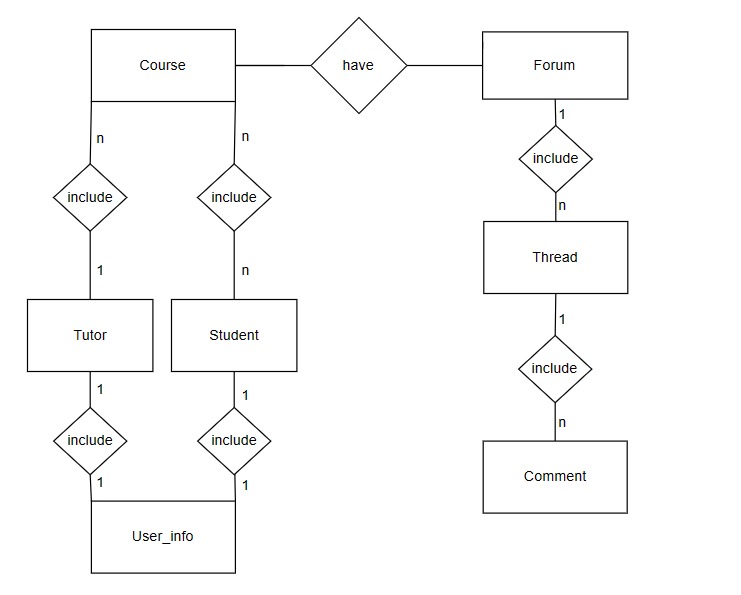 Course
have
Forum
1
n
n
include
include
include
n
Thread
1
n
1
Tutor
Student
include
1
1
n
include
include
Comment
1
1
User_info